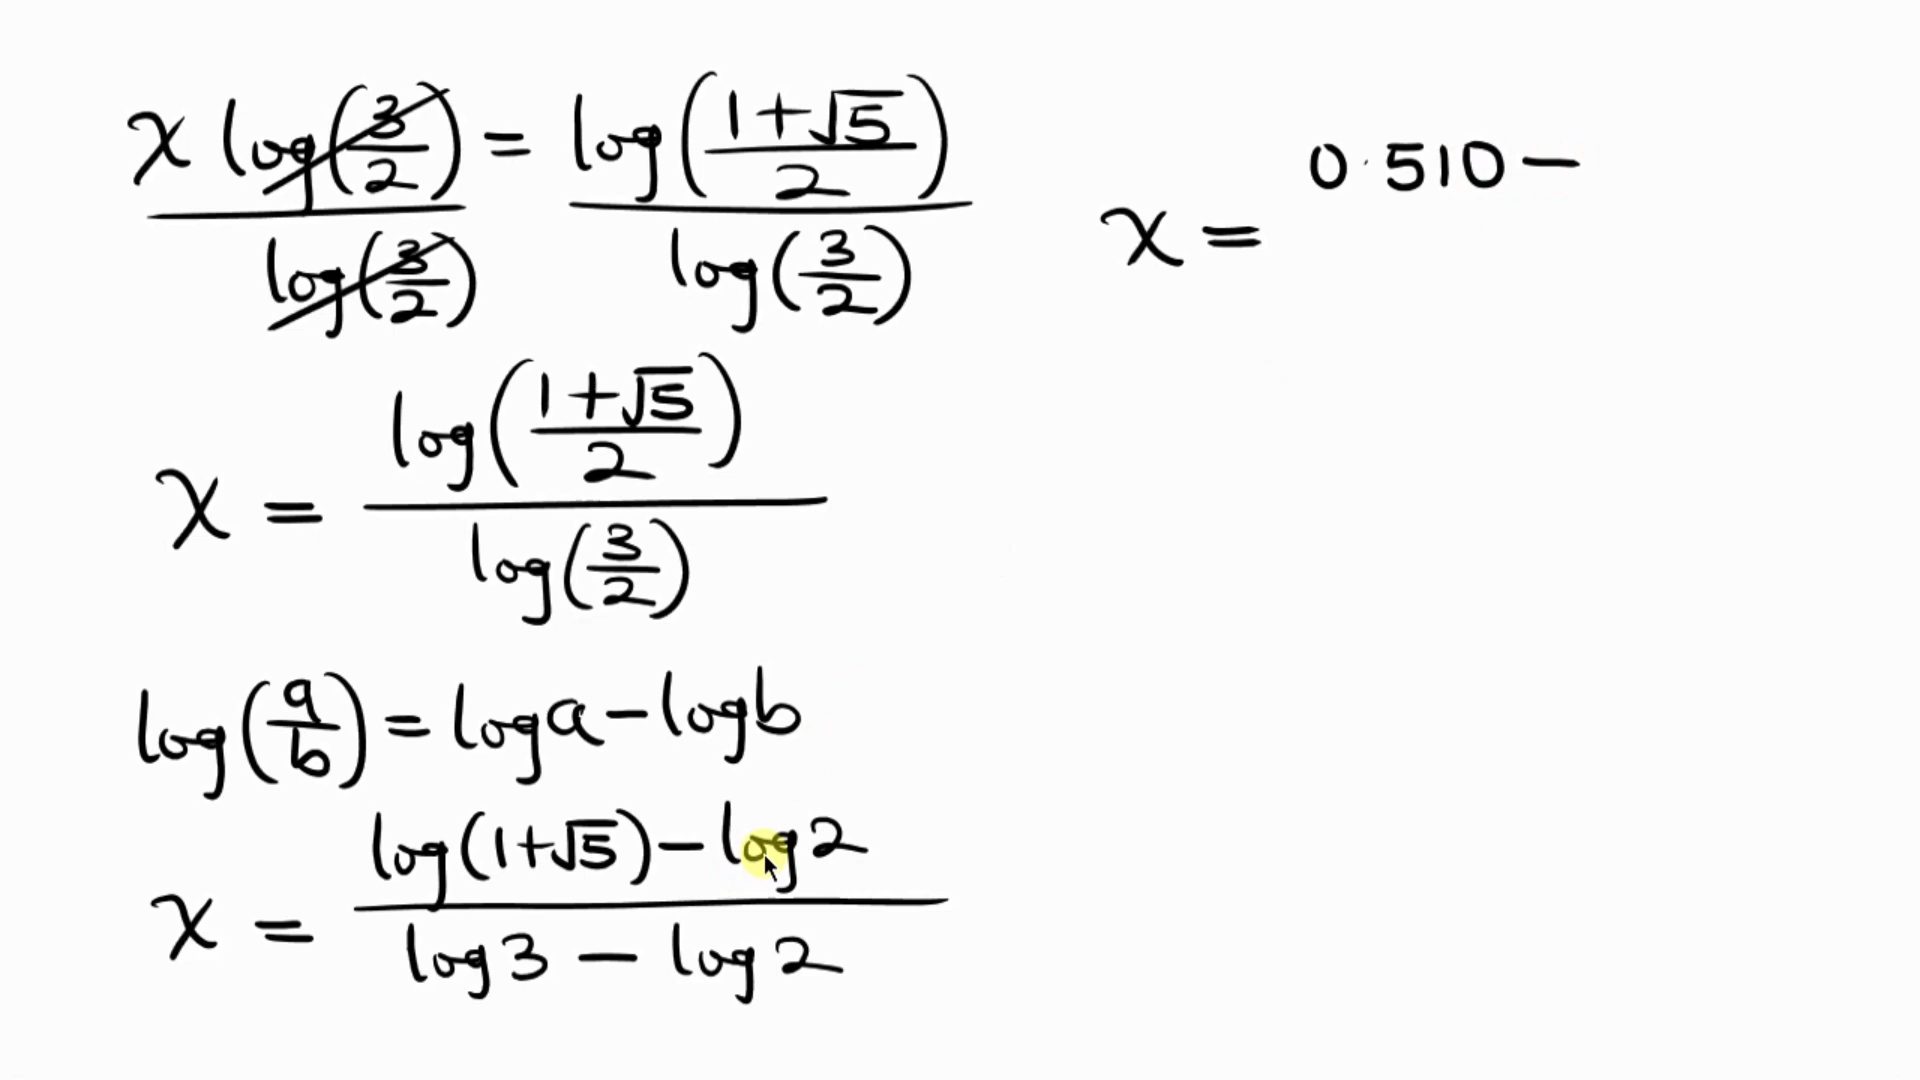 x log(3/2) / log(3/2) = log((1+√5)/2) / log(3/2)
x = log((1+√5)/2) / log(3/2)
log(a/b) = log a − log b
x = (log(1+√5) − log 2) / (log 3 − log 2)
x = 0.510 −